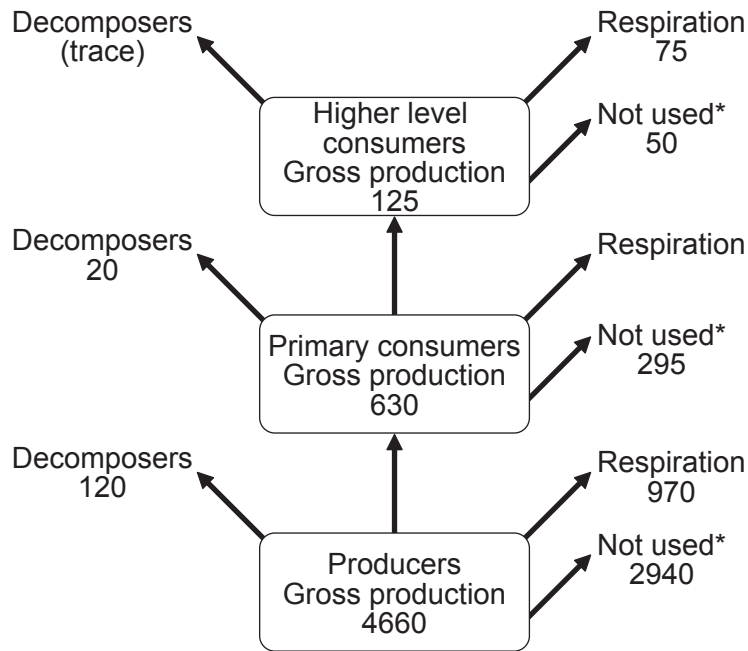 Decomposers
(trace)
Respiration
75
Higher level
consumers
Gross production
125
Not used*
50
Decomposers
20
Respiration
Primary consumers
Gross production
630
Not used*
295
Decomposers
120
Respiration
970
Producers
Gross production
4660
Not used*
2940